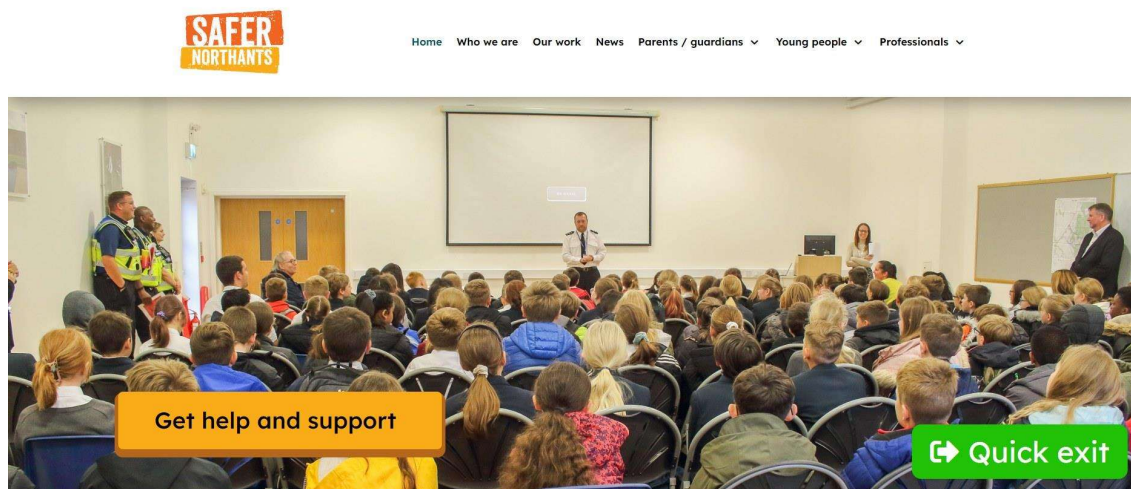 SAFER
NORTHANTS
Home Who we are Our work News Parents / guardians Young people Professionals
Get help and support
Quick exit